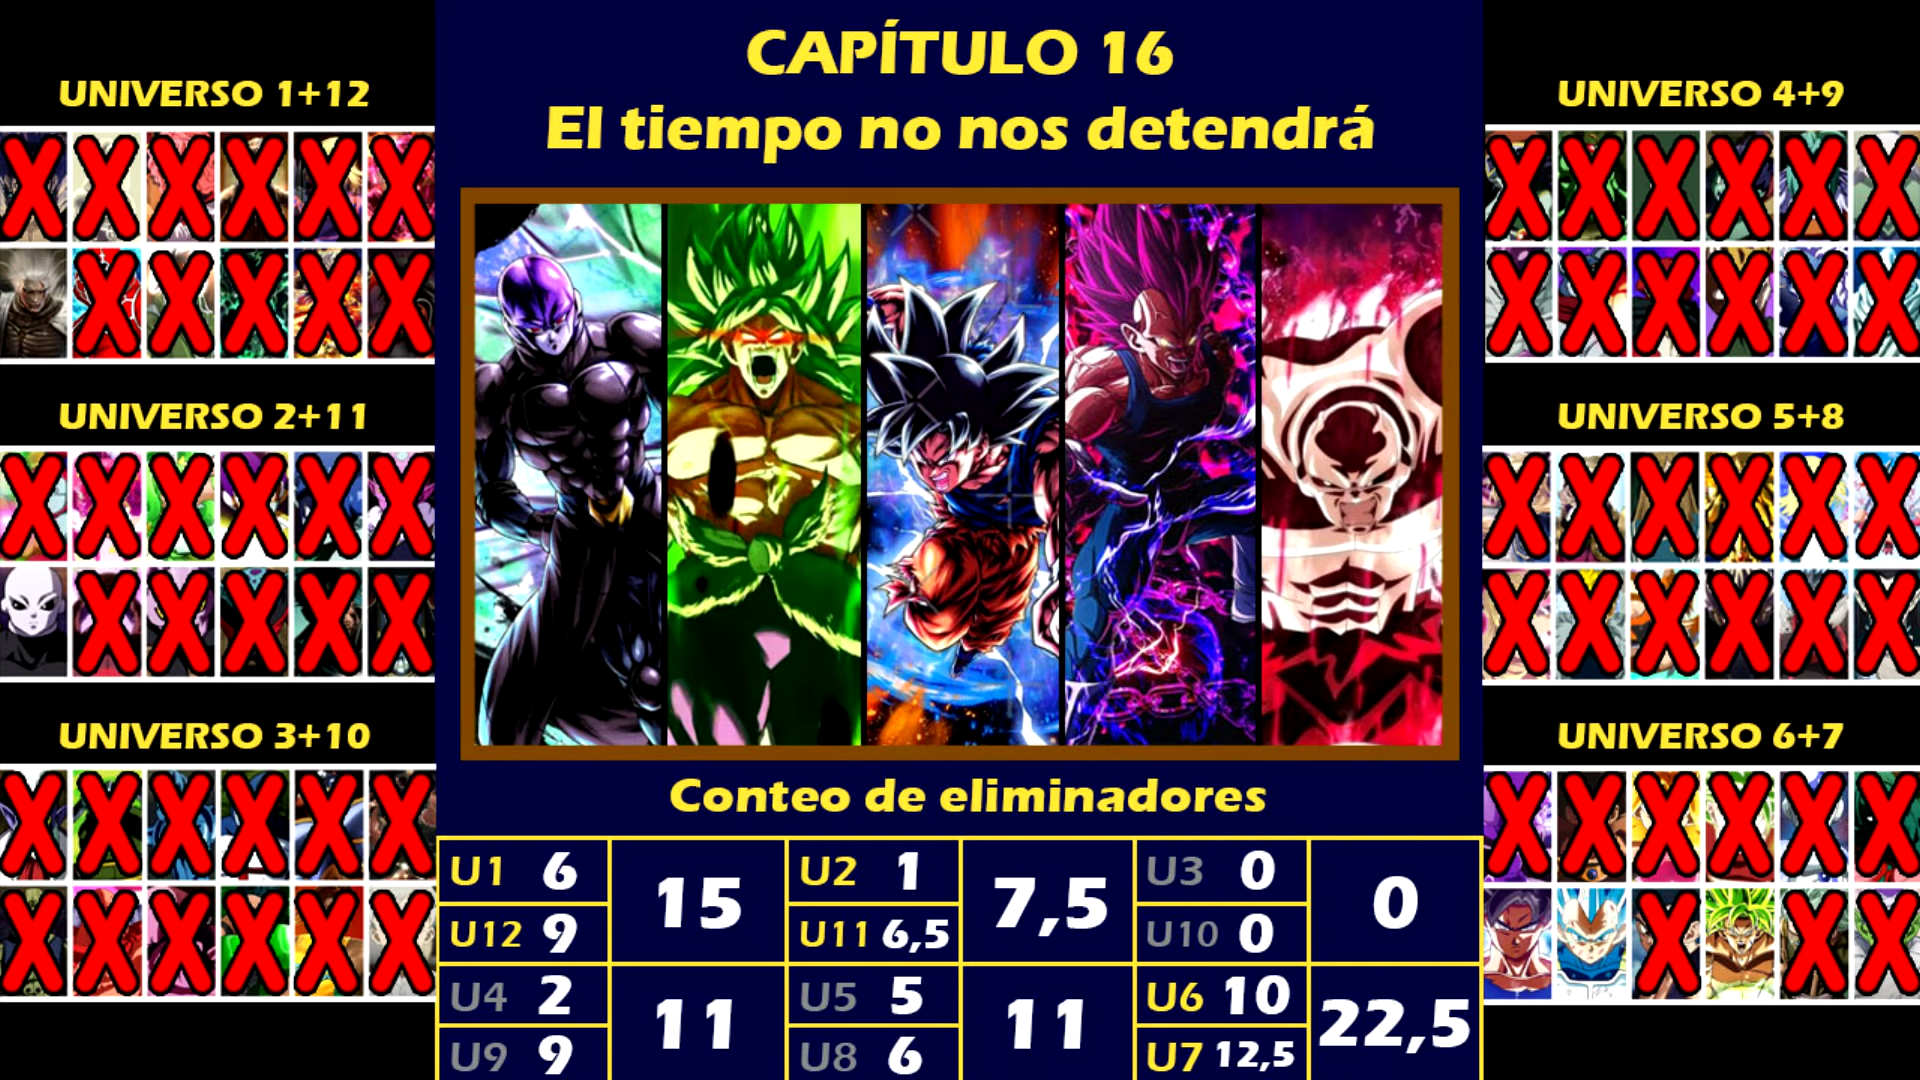 CAPÍTULO 16
El tiempo no nos detendrá
UNIVERSO 1+12
UNIVERSO 2+11
UNIVERSO 3+10
UNIVERSO 4+9
UNIVERSO 5+8
UNIVERSO 6+7
Conteo de eliminadores
U1 6 15 U2 1 7,5 U3 0 0
U12 9 U11 6,5 U10 0
U4 2 11 U5 5 11 U6 10 22,5
U9 9 U8 6 U7 12,5